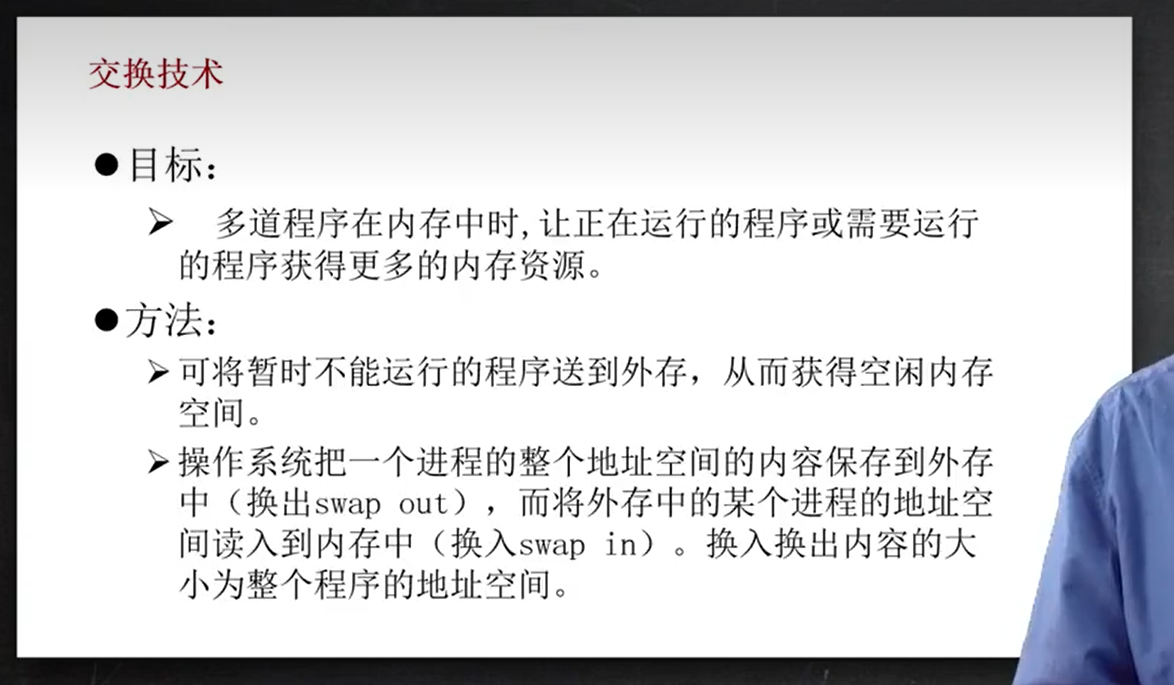 交换技术
●目标：
➢ 多道程序在内存中时,让正在运行的程序或需要运行
的程序获得更多的内存资源。
●方法：
➢可将暂时不能运行的程序送到外存，从而获得空闲内存
空间。
➢操作系统把一个进程的整个地址空间的内容保存到外存
中（换出swap out），而将外存中的某个进程的地址空
间读入到内存中（换入swap in）。换入换出内容的大
小为整个程序的地址空间。